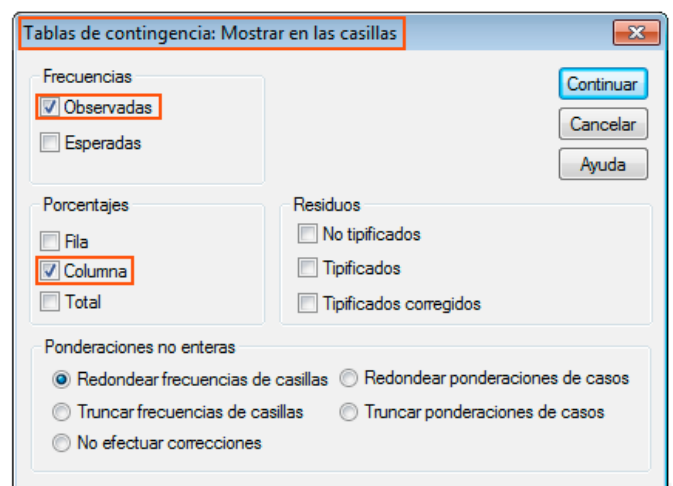 Tablas de contingencia: Mostrar en las casillas
Frecuencias
Observadas
Esperadas
Continuar
Cancelar
Ayuda
Porcentajes
Fila
Columna
Total
Residuos
No tipificados
Tipificados
Tipificados corregidos
Ponderaciones no enteras
Redondear frecuencias de casillas
Redondear ponderaciones de casos
Truncar frecuencias de casillas
Truncar ponderaciones de casos
No efectuar correcciones